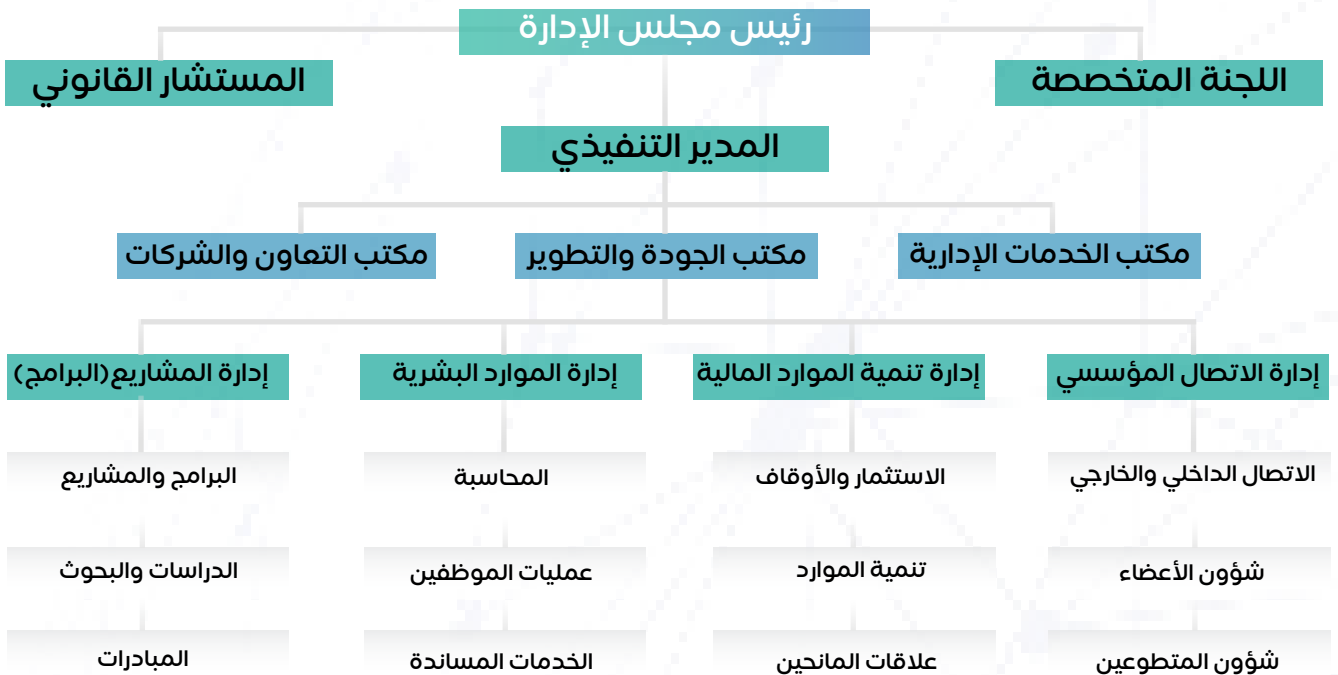 رئيس مجلس الإدارة
اللجنة المتخصصة
المستشار القانوني
المدير التنفيذي
مكتب الخدمات الإدارية
مكتب الجودة والتطوير
مكتب التعاون والشركات
إدارة الاتصال المؤسسي
إدارة تنمية الموارد المالية
إدارة الموارد البشرية
إدارة المشاريع(البرامج)
الاتصال الداخلي والخارجي
الاستثمار والأوقاف
المحاسبة
البرامج والمشاريع
شؤون الأعضاء
تنمية الموارد
عمليات الموظفين
الدراسات والبحوث
شؤون المتطوعين
علاقات المانحين
الخدمات المساندة
المبادرات